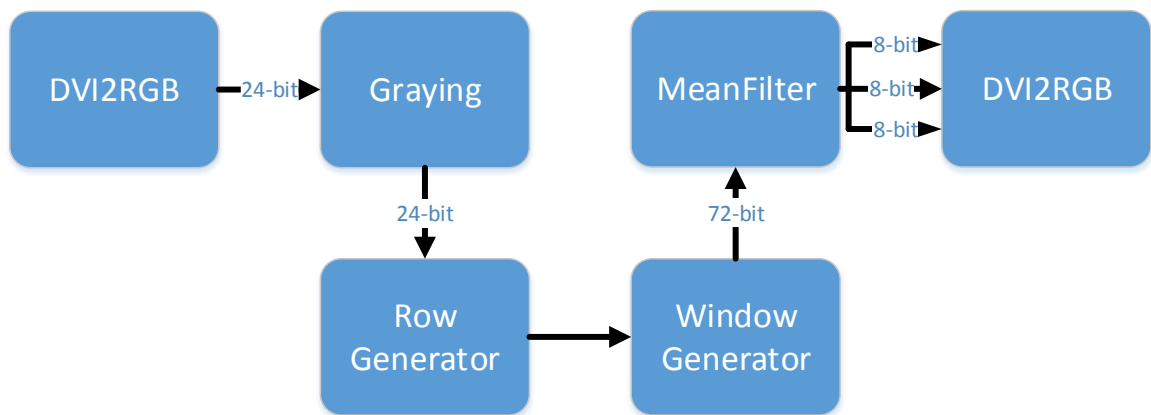 DVI2RGB
24-bit
Graying
24-bit
Row
Generator
Window
Generator
72-bit
MeanFilter
8-bit
8-bit
8-bit
DVI2RGB